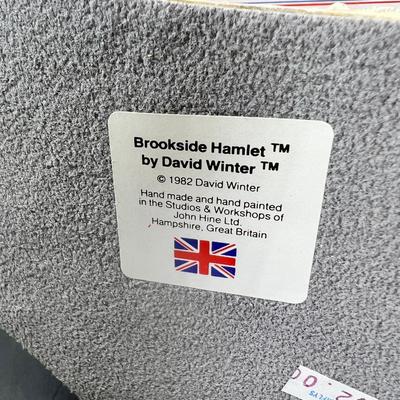 Brookside Hamlet ™
by David Winter ™
© 1982 David Winter
Hand made and hand painted
in the Studios & Workshops of
John Hine Ltd.
Hampshire, Great Britain